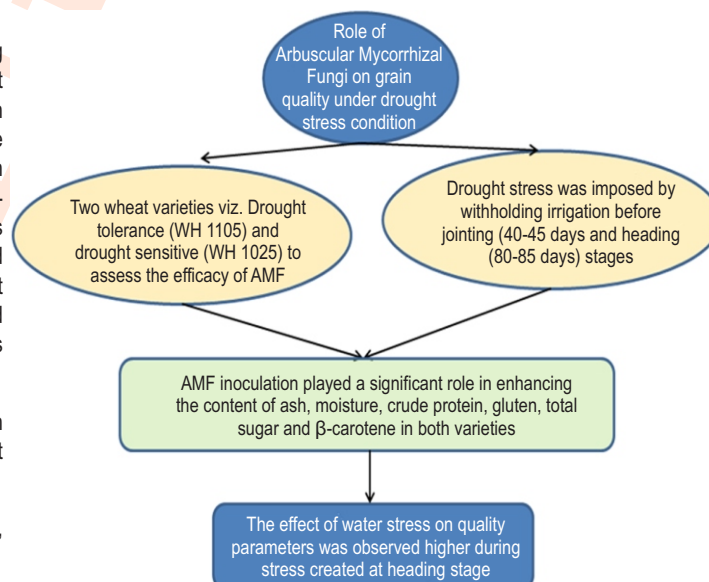 Role of
Arbuscular Mycorrhizal
Fungi on grain
quality under drought
stress condition
Two wheat varieties viz. Drought
tolerance (WH 1105) and
drought sensitive (WH 1025) to
assess the efficacy of AMF
Drought stress was imposed by
withholding irrigation before
jointing (40-45 days and heading
(80-85 days) stages
AMF inoculation played a significant role in enhancing
the content of ash, moisture, crude protein, gluten, total
sugar and β-carotene in both varieties
The effect of water stress on quality
parameters was observed higher during
stress created at heading stage